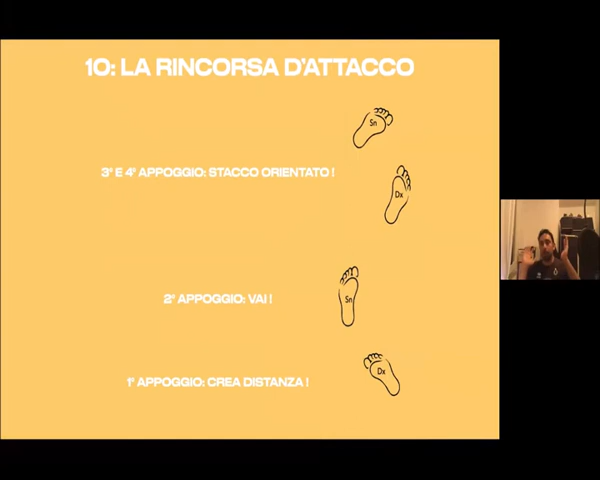 10: LA RINCORSA D'ATTACCO
Sn
3° E 4° APPOGGIO: STACCO ORIENTATO !
Dx
2° APPOGGIO: VAI !
Sn
Dx
1° APPOGGIO: CREA DISTANZA !